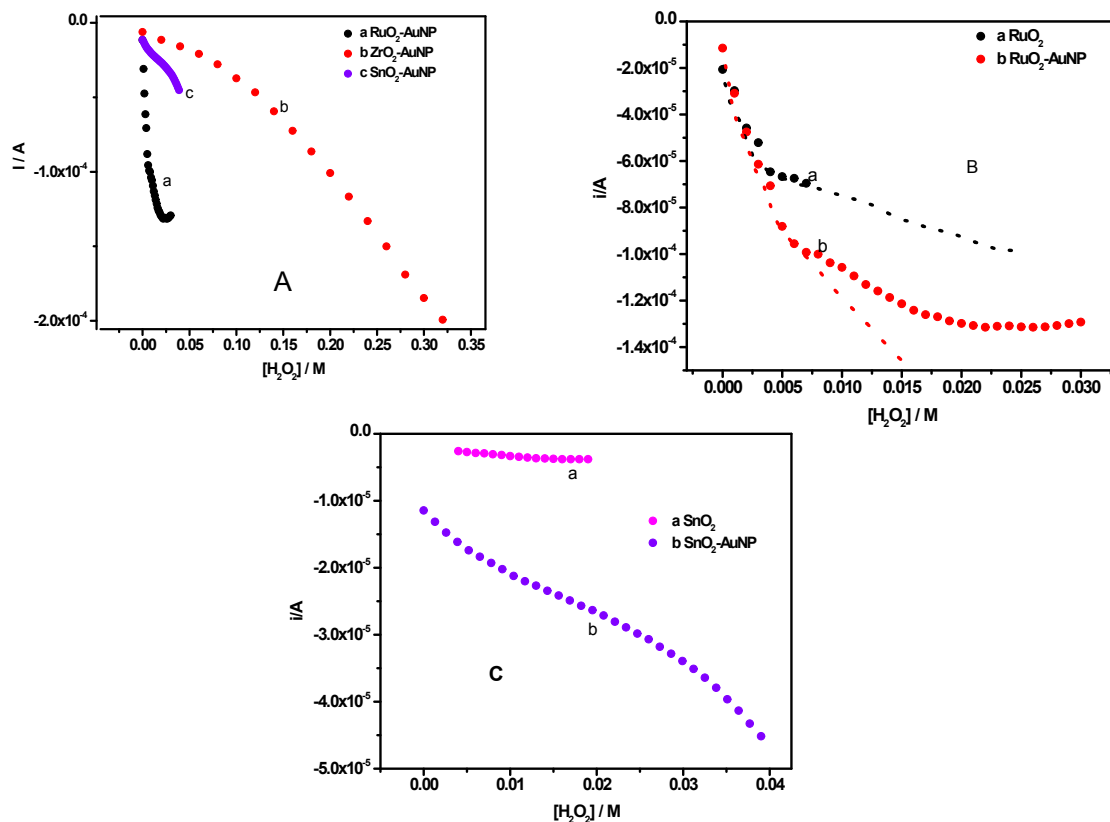 0.0
-1.0x10⁻⁴
-2.0x10⁻⁴
I / A
a RuO₂-AuNP
b ZrO₂-AuNP
c SnO₂-AuNP
c
b
a
A
0.00 0.05 0.10 0.15 0.20 0.25 0.30 0.35
[H₂O₂] / M
0.0
-2.0x10⁻⁵
-4.0x10⁻⁵
-6.0x10⁻⁵
-8.0x10⁻⁵
-1.0x10⁻⁴
-1.2x10⁻⁴
-1.4x10⁻⁴
i/A
a RuO₂
b RuO₂-AuNP
a
B
b
0.000 0.005 0.010 0.015 0.020 0.025 0.030
[H₂O₂] / M
0.0
-1.0x10⁻⁵
-2.0x10⁻⁵
-3.0x10⁻⁵
-4.0x10⁻⁵
-5.0x10⁻⁵
i/A
a
a SnO₂
b SnO₂-AuNP
b
C
0.00 0.01 0.02 0.03 0.04
[H₂O₂] / M